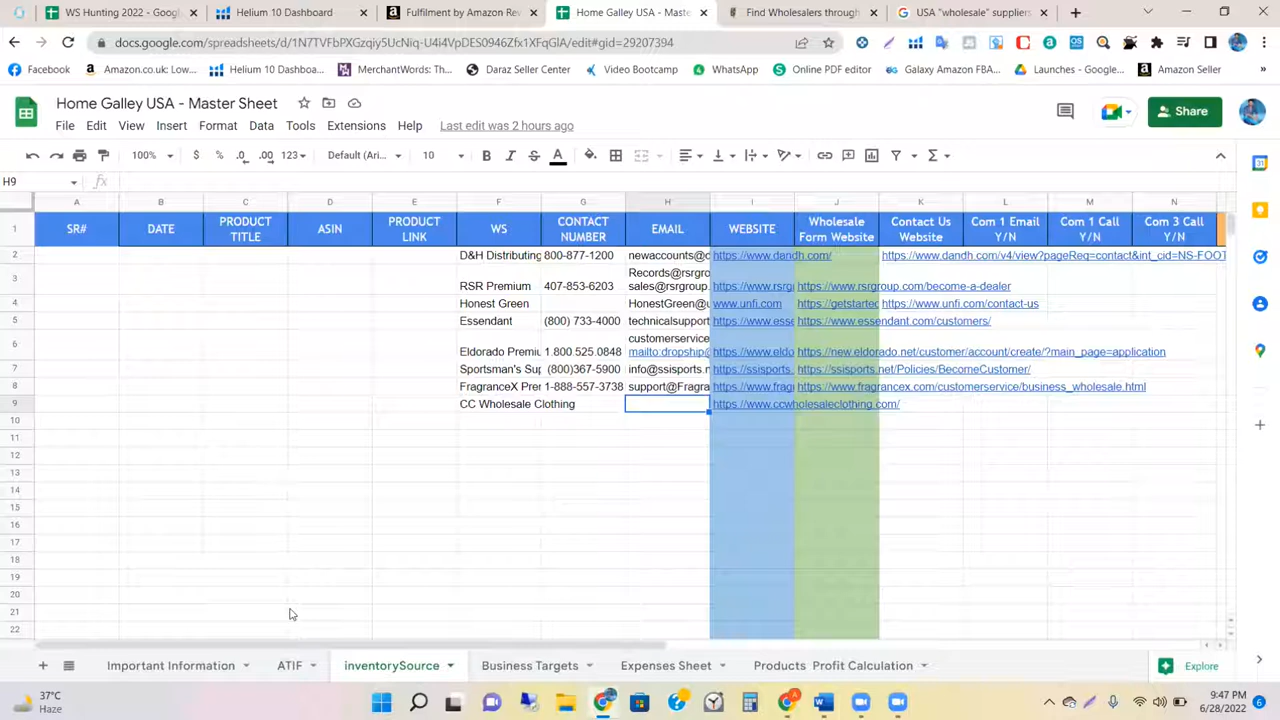 WS Hunting 2022 - Googl
Helium 10 Dashboard
Fulfilment by Amazon Rev
Home Galley USA - Maste
Find Wholesalers through
USA "wholesale" suppliers
docs.google.com/spreadsheets/d/1N7TVFbPXGzqjy5UcNiq-U4i4VpDES0946Zfx1XFqGlA/edit#gid=29207394
Facebook Amazon.co.uk: Low... Helium 10 Dashboa... MerchantWords: Th... Daraz Seller Center Video Bootcamp WhatsApp Online PDF editor Galaxy Amazon FBA... Launches - Google... Amazon Seller »
Home Galley USA - Master Sheet
Share
File Edit View Insert Format Data Tools Extensions Help Last edit was 2 hours ago
100% $ % .0 .00 123 Default (Ari... 10 B I S A
H9 fx
A B C D E F G H I J K L M N
1 SR# DATE PRODUCT TITLE ASIN PRODUCT LINK WS CONTACT NUMBER EMAIL WEBSITE Wholesale Form Website Contact Us Website Com 1 Email Y/N Com 1 Call Y/N Com 3 Call Y/N
2 D&H Distributing 800-877-1200 newaccounts@d https://www.dandh.com/ https://www.dandh.com/v4/view?pageReq=contact&int_cid=NS-FOOT
Records@rsrgro
3 RSR Premium 407-853-6203 sales@rsrgroup. https://www.rsrg https://www.rsrgroup.com/become-a-dealer
4 Honest Green HonestGreen@u www.unfi.com https://getstarted https://www.unfi.com/contact-us
5 Essendant (800) 733-4000 technicalsupport https://www.esse https://www.essendant.com/customers/
customerservice
6 Eldorado Premiu 1.800.525.0848 mailto:dropship@ https://www.eldo https://new.eldorado.net/customer/account/create/?main_page=application
7 Sportsman's Sup (800)367-5900 info@ssisports.n https://ssisports. https://ssisports.net/Policies/BecomeCustomer/
8 FragranceX Prer 1-888-557-3738 support@Fragra https://www.frag https://www.fragrancex.com/customerservice/business_wholesale.html
9 CC Wholesale Clothing https://www.ccwholesaleclothing.com/
10
11
12
13
14
15
16
17
18
19
20
21
22
Important Information ATIF inventorySource Business Targets Expenses Sheet Products Profit Calculation Explore
37°C
Haze
9:47 PM
6/28/2022
6